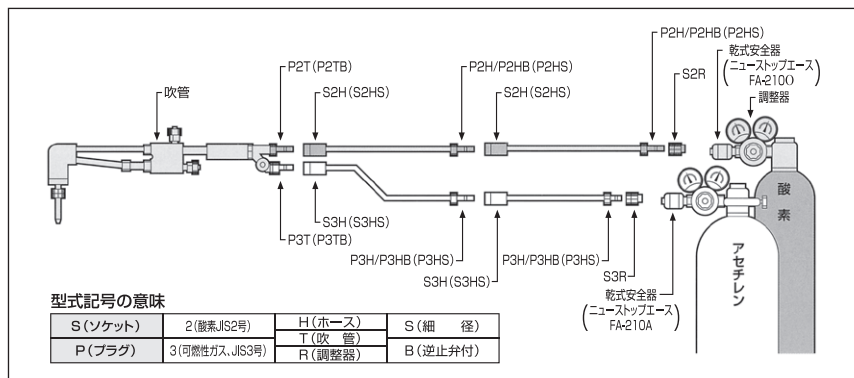 P2H/P2HB(P2HS)
乾式安全器
(ニューストップエース)
FA-210O
P2T(P2TB)
P2H/P2HB(P2HS)
S2R
調整器
吹管
S2H(S2HS)
S2H(S2HS)
酸素
S3H(S3HS)
P3T(P3TB)
アセチレン
P3H/P3HB(P3HS)
P3H/P3HB(P3HS)
S3R
S3H(S3HS)
乾式安全器
(ニューストップエース)
FA-210A
型式記号の意味
S(ソケット) 2(酸素JIS2号) H(ホース) S(細 径)
T(吹 管)
P(プラグ) 3(可燃性ガス、JIS3号) R(調整器) B(逆止弁付)